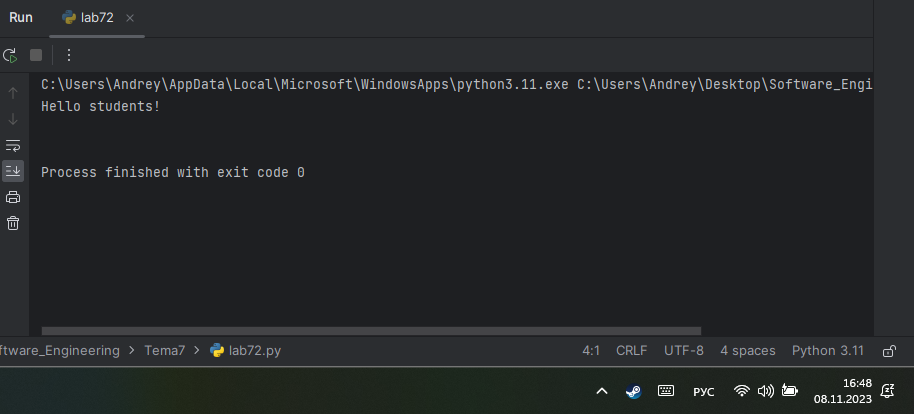 Run lab72
C:\Users\Andrey\AppData\Local\Microsoft\WindowsApps\python3.11.exe C:\Users\Andrey\Desktop\Software_Engi
Hello students!
Process finished with exit code 0
ftware_Engineering > Tema7 > lab72.py 4:1 CRLF UTF-8 4 spaces Python 3.11
РУС 16:48
08.11.2023